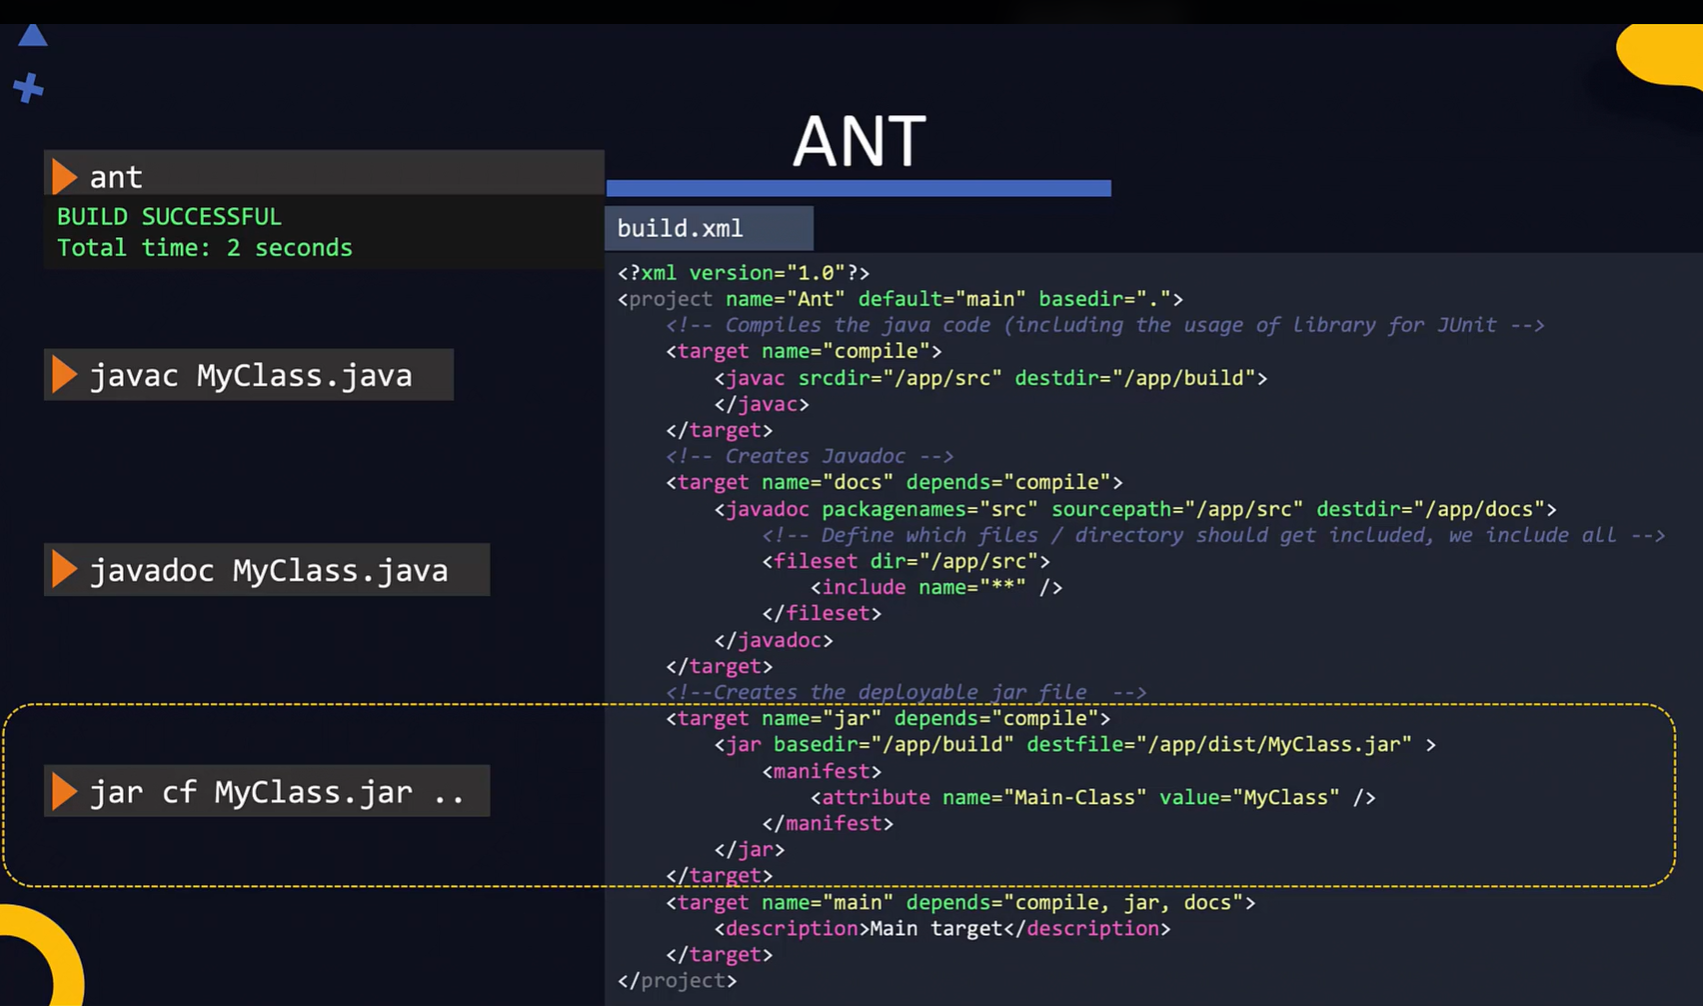 ANT
ant
BUILD SUCCESSFUL
Total time: 2 seconds
javac MyClass.java
javadoc MyClass.java
jar cf MyClass.jar ..
build.xml
<?xml version="1.0"?>
<project name="Ant" default="main" basedir=".">
    <!-- Compiles the java code (including the usage of library for JUnit -->
    <target name="compile">
        <javac srcdir="/app/src" destdir="/app/build">
        </javac>
    </target>
    <!-- Creates Javadoc -->
    <target name="docs" depends="compile">
        <javadoc packagenames="src" sourcepath="/app/src" destdir="/app/docs">
            <!-- Define which files / directory should get included, we include all -->
            <fileset dir="/app/src">
                <include name="**" />
            </fileset>
        </javadoc>
    </target>
    <!--Creates the deployable jar file  -->
    <target name="jar" depends="compile">
        <jar basedir="/app/build" destfile="/app/dist/MyClass.jar" >
            <manifest>
                <attribute name="Main-Class" value="MyClass" />
            </manifest>
        </jar>
    </target>
    <target name="main" depends="compile, jar, docs">
        <description>Main target</description>
    </target>
</project>